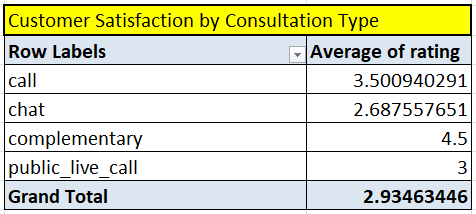 Customer Satisfaction by Consultation Type
Row Labels Average of rating
call 3.500940291
chat 2.687557651
complementary 4.5
public_live_call 3
Grand Total 2.93463446